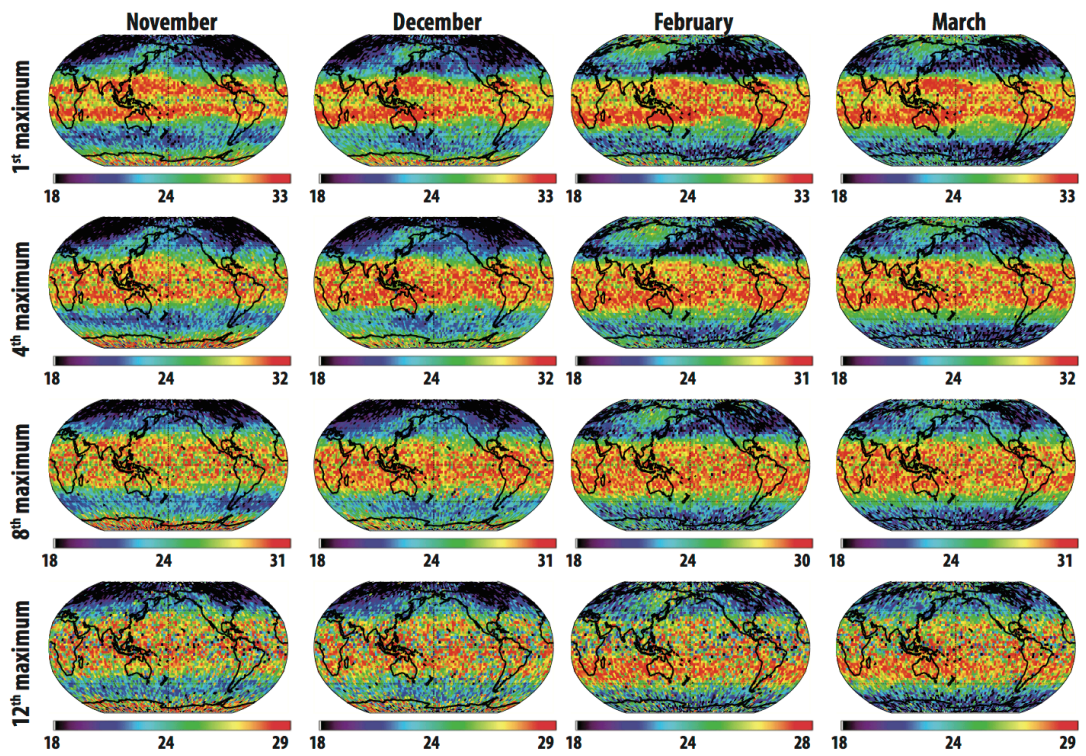 November December February March
1st maximum
18 24 33 18 24 33 18 24 33 18 24 33
4th maximum
18 24 32 18 24 32 18 24 31 18 24 32
8th maximum
18 24 31 18 24 31 18 24 30 18 24 31
12th maximum
18 24 29 18 24 29 18 24 28 18 24 29